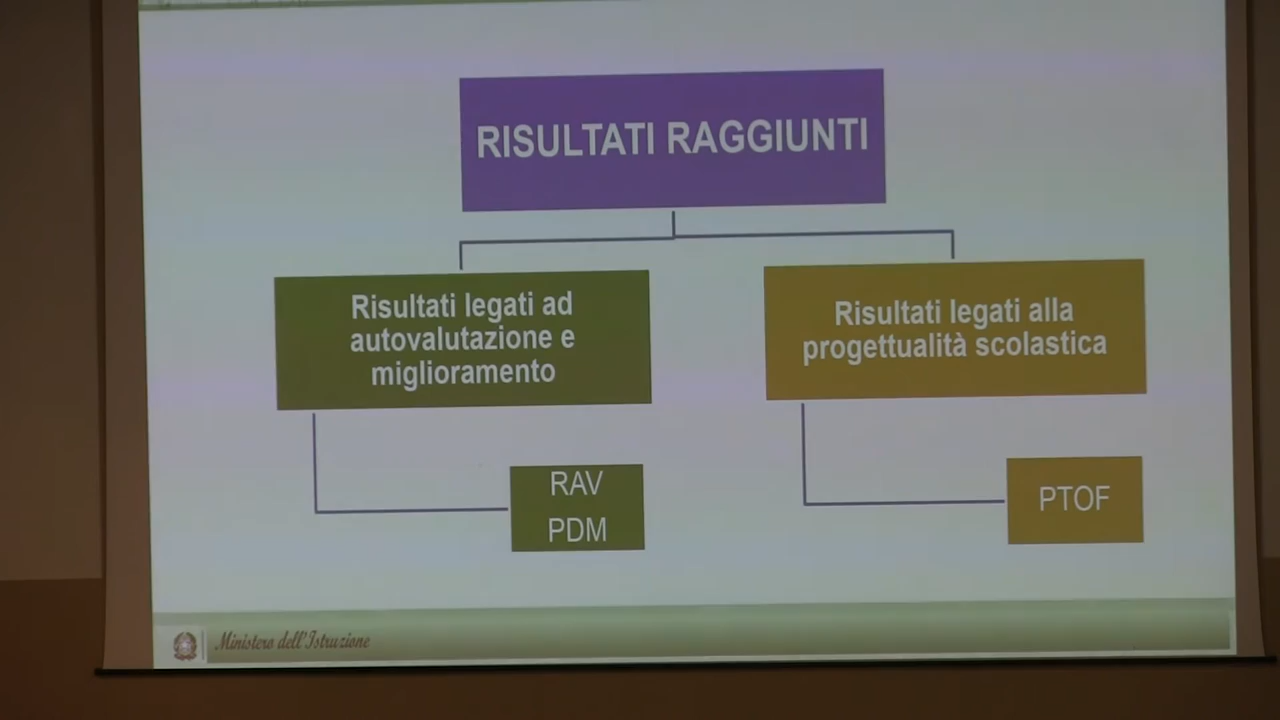 RISULTATI RAGGIUNTI
Risultati legati ad
autovalutazione e
miglioramento
Risultati legati alla
progettualità scolastica
RAV
PDM
PTOF
Ministero dell'Istruzione